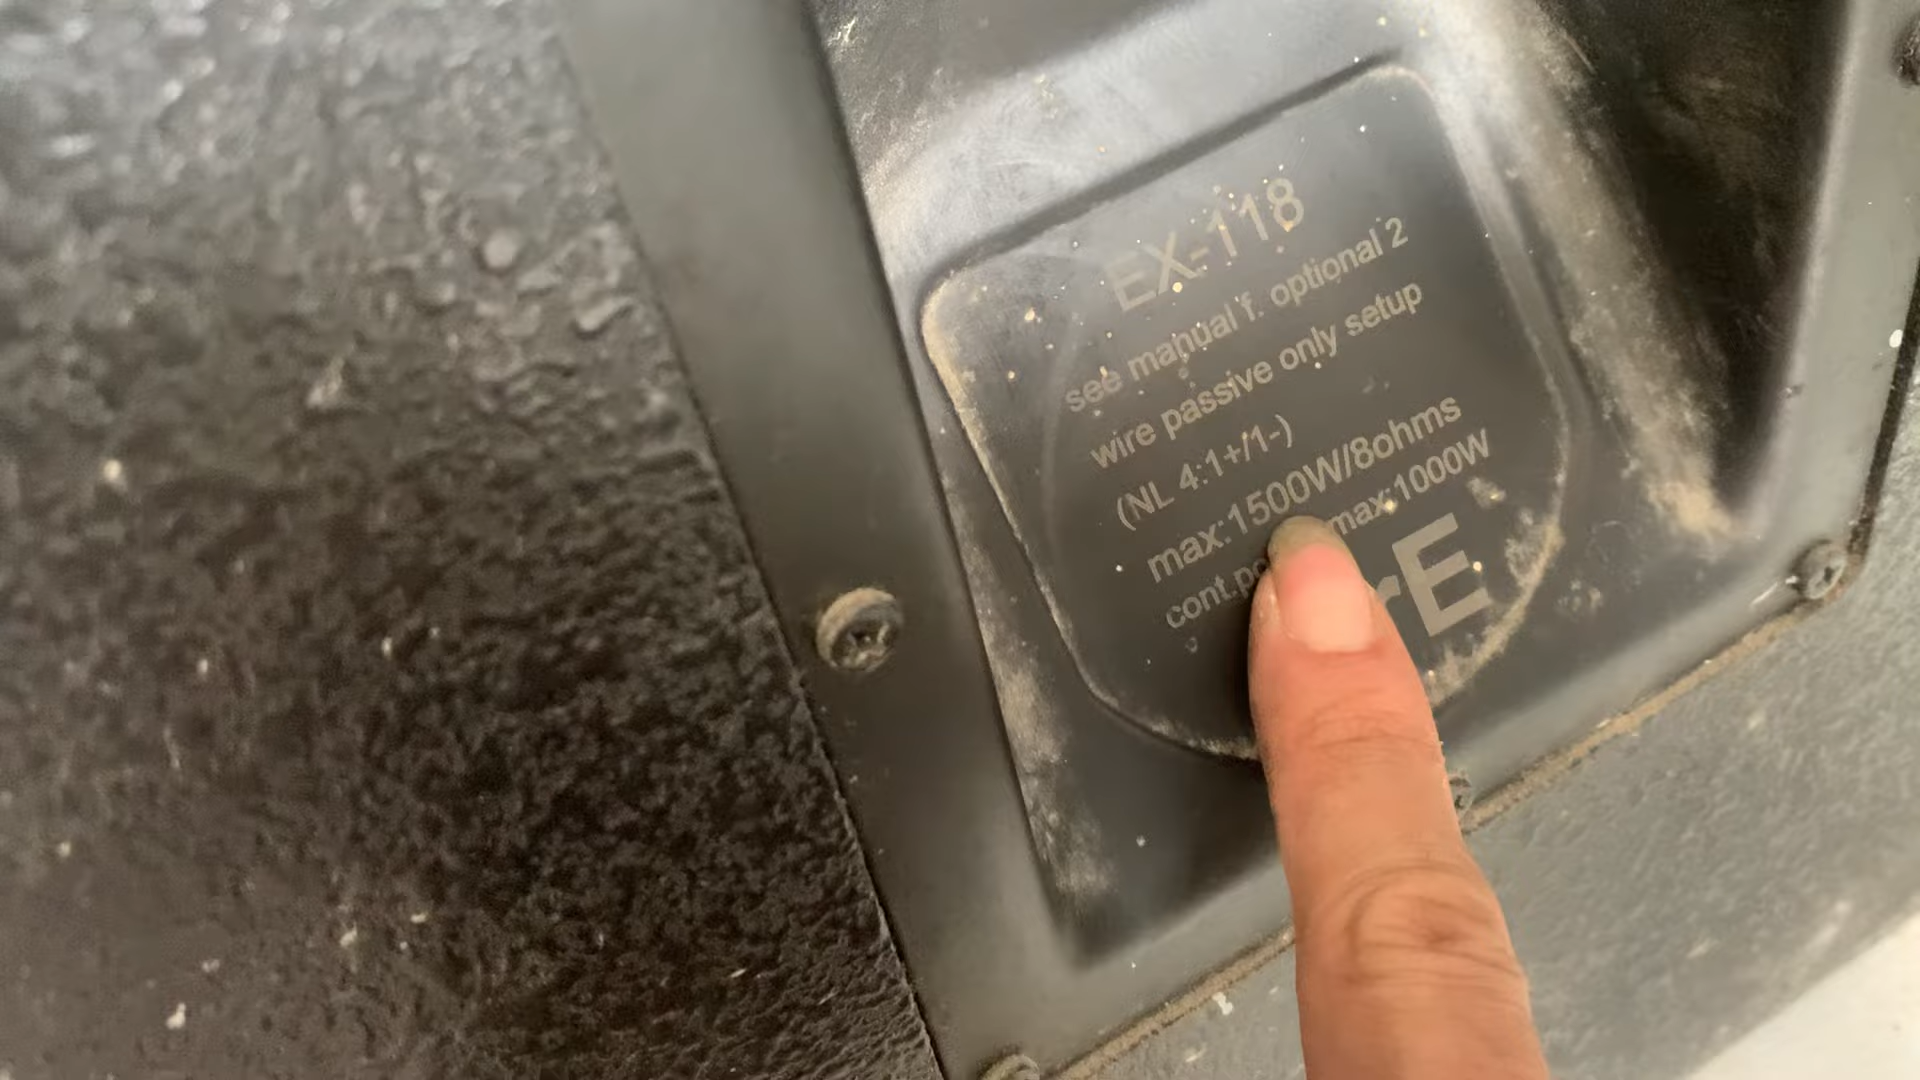 EX-118
see manual f. optional 2
wire passive only setup
(NL 4:1+/1-)
max:1500W/8ohms
cont. max:1000W
rE